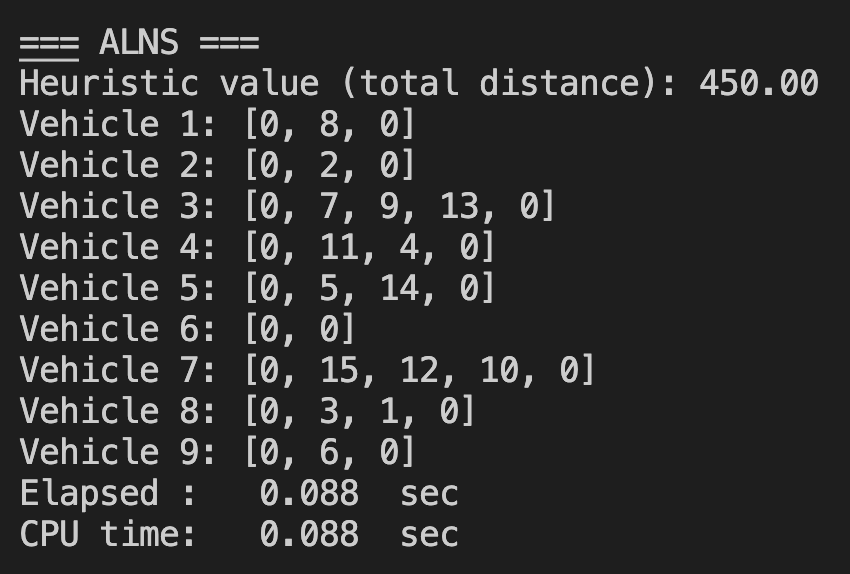 === ALNS ===
Heuristic value (total distance): 450.00
Vehicle 1: [0, 8, 0]
Vehicle 2: [0, 2, 0]
Vehicle 3: [0, 7, 9, 13, 0]
Vehicle 4: [0, 11, 4, 0]
Vehicle 5: [0, 5, 14, 0]
Vehicle 6: [0, 0]
Vehicle 7: [0, 15, 12, 10, 0]
Vehicle 8: [0, 3, 1, 0]
Vehicle 9: [0, 6, 0]
Elapsed :   0.088  sec
CPU time:   0.088  sec